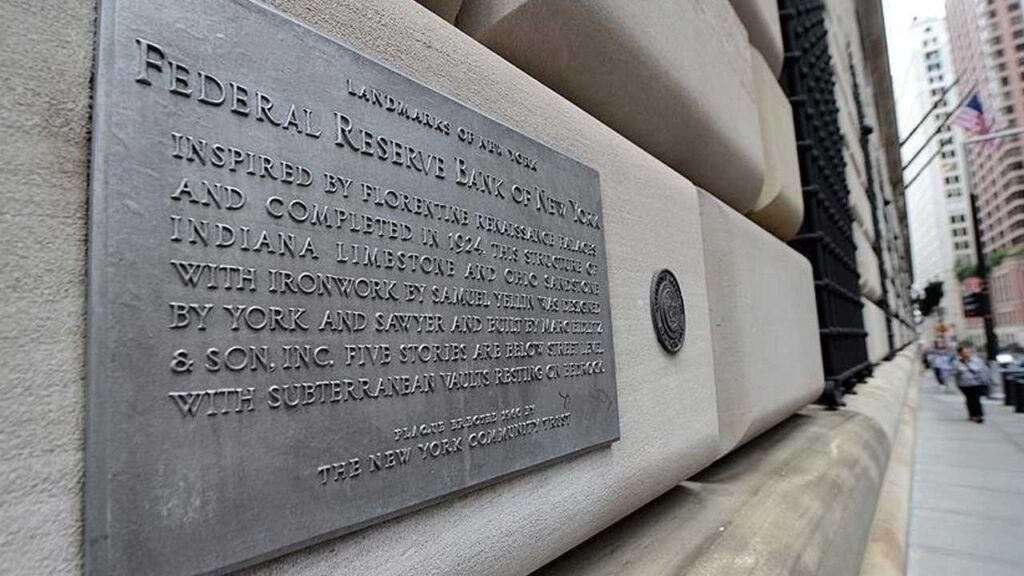 LANDMARKS OF NEW YORK
FEDERAL RESERVE BANK OF NEW YORK
INSPIRED BY FLORENTINE RENAISSANCE PALACES
AND COMPLETED IN 1924, THIS STRUCTURE OF
INDIANA LIMESTONE AND OHIO SANDSTONE
WITH IRONWORK BY SAMUEL YELLIN WAS DESIGNED
BY YORK AND SAWYER AND BUILT BY MARC EIDLITZ
& SON, INC. FIVE STORIES ARE BELOW STREET LEVEL
WITH SUBTERRANEAN VAULTS RESTING ON BEDROCK
PLAQUE ERECTED BY
THE NEW YORK COMMUNITY TRUST